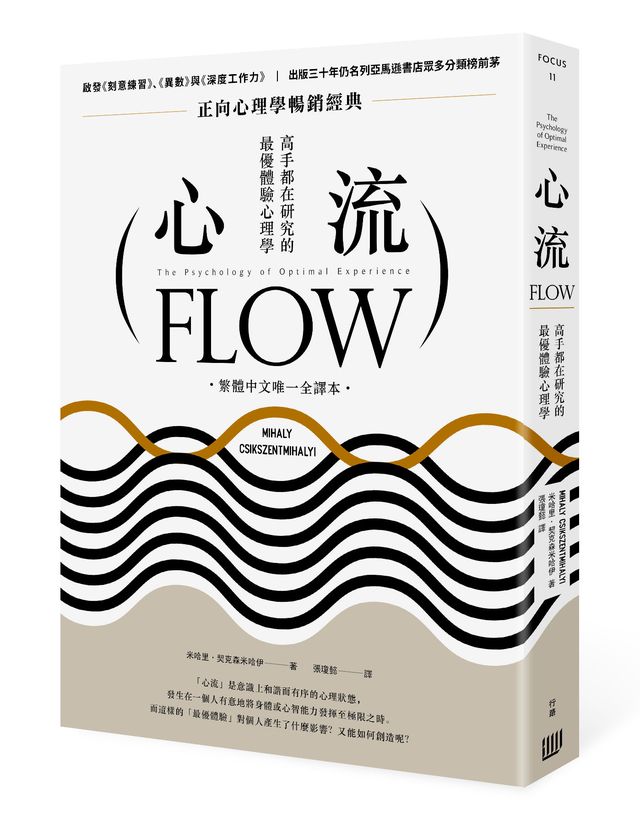 啟發《刻意練習》、《異數》與《深度工作力》｜出版三十年仍名列亞馬遜書店眾多分類榜前茅
正向心理學暢銷經典
高手都在研究的
最優體驗心理學
心流
The Psychology of Optimal Experience
FLOW
•繁體中文唯一全譯本•
MIHALY
CSIKSZENTMIHALYI
米哈里・契克森米哈伊——著 張瓊懿——譯
「心流」是意識上和諧而有序的心理狀態，
發生在一個人有意地將身體或心智能力發揮至極限之時。
而這樣的「最優體驗」對個人產生了什麼影響？又能如何創造呢？
FOCUS
11
The
Psychology
of Optimal
Experience
心流
FLOW
高手都在研究的
最優體驗心理學
MIHALY CSIKSZENTMIHALYI
米哈里・契克森米哈伊 著
張瓊懿 譯
行路